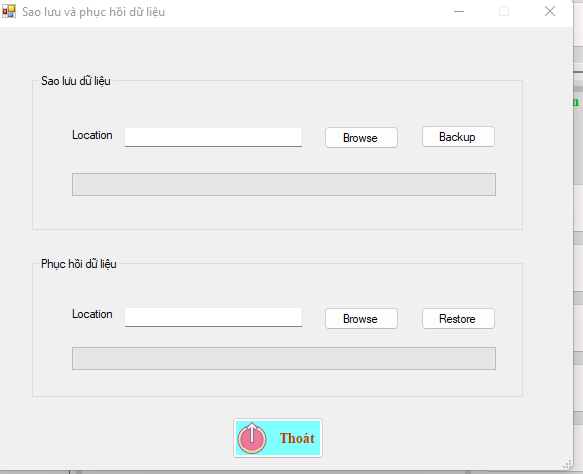 Sao lưu và phục hồi dữ liệu
Sao lưu dữ liệu
Location Browse Backup
Phục hồi dữ liệu
Location Browse Restore
Thoát